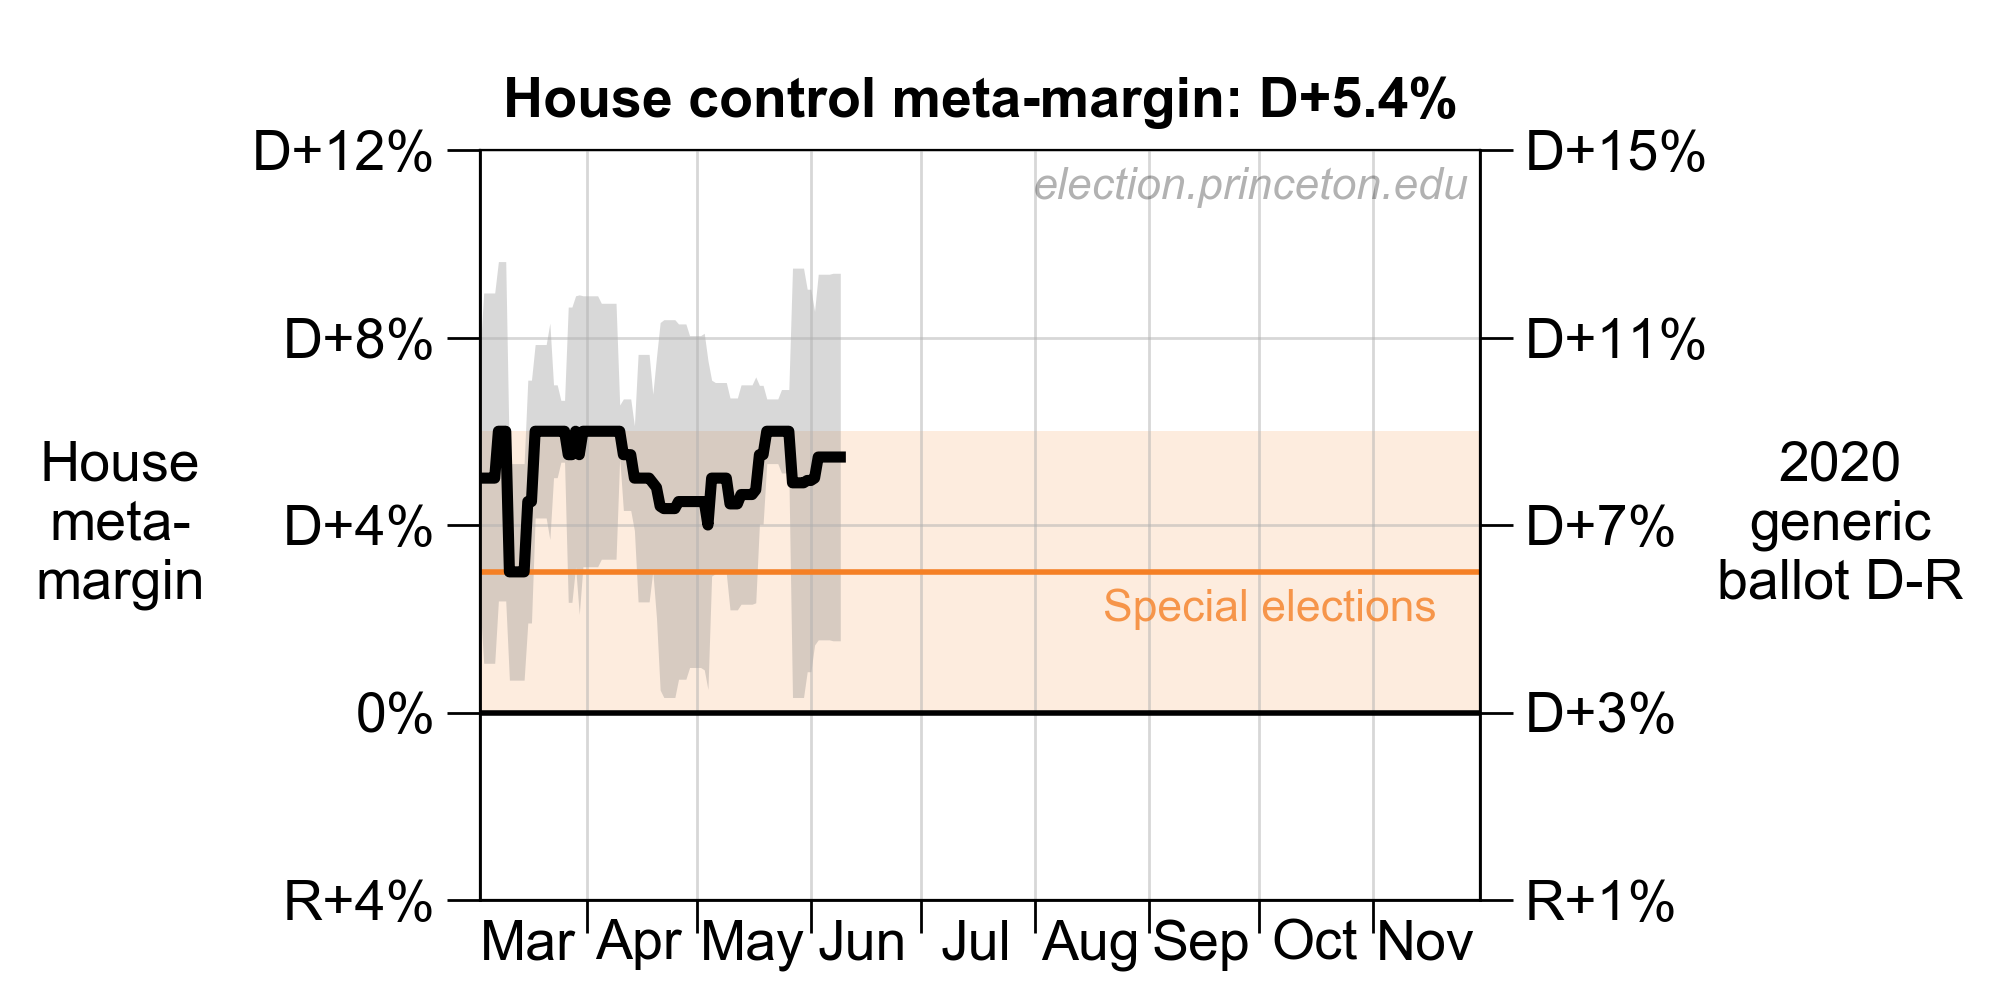 House control meta-margin: D+5.4%
election.princeton.edu
D+12%
D+8%
D+4%
0%
R+4%
House
meta-
margin
D+15%
D+11%
D+7%
D+3%
R+1%
2020
generic
ballot D-R
Special elections
Mar Apr May Jun Jul Aug Sep Oct Nov